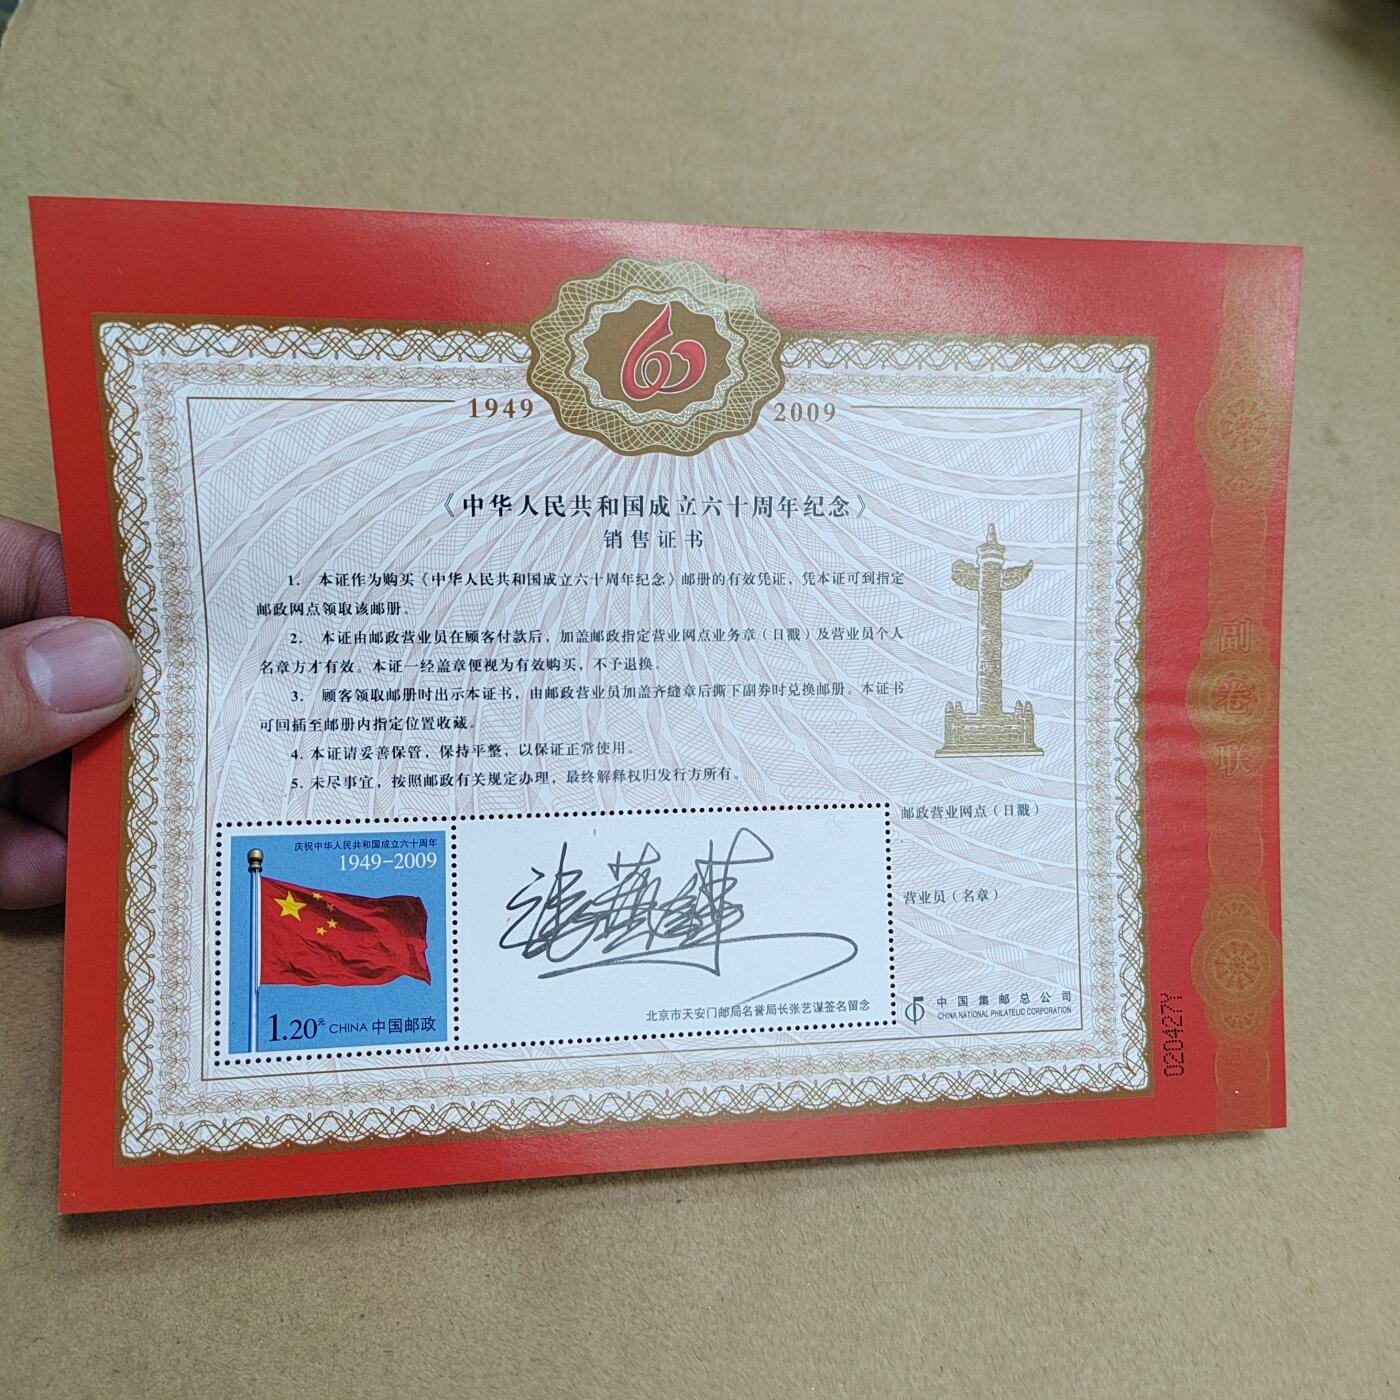 60
1949 2009
《中华人民共和国成立六十周年纪念》
销售证书
1. 本证作为购买《中华人民共和国成立六十周年纪念》邮册的有效凭证，凭本证可到指定
邮政网点领取该邮册。
2. 本证由邮政营业员在顾客付款后，加盖邮政指定营业网点业务章（日戳）及营业员个人
名章方才有效。本证一经盖章便视为有效购买，不予退换。
3. 顾客领取邮册时出示本证书，由邮政营业员加盖齐缝章后撕下副券时兑换邮册。本证书
可回插至邮册内指定位置收藏。
4. 本证请妥善保管，保持平整，以保证正常使用。
5. 未尽事宜，按照邮政有关规定办理，最终解释权归发行方所有。
邮政营业网点（日戳）
营业员（名章）
庆祝中华人民共和国成立六十周年
1949-2009
1.20元 CHINA 中国邮政
北京市天安门邮局名誉局长张艺谋签名留念
中国集邮总公司
CHINA NATIONAL PHILATELIC CORPORATION
020427Y
副
卷
联